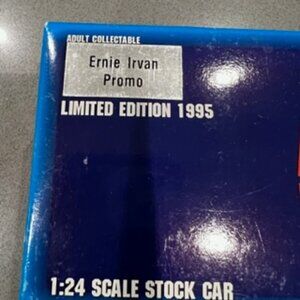 ADULT COLLECTABLE
Ernie Irvan
Promo
LIMITED EDITION 1995
1:24 SCALE STOCK CAR